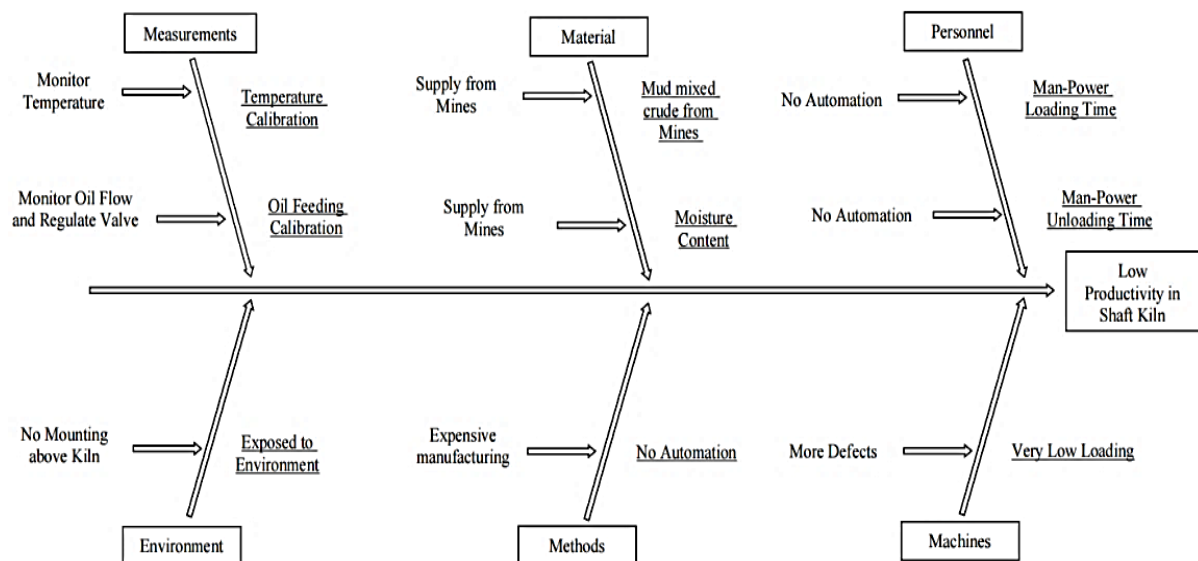 Measurements
Material
Personnel
Monitor
Temperature
Temperature
Calibration
Supply from
Mines
Mud mixed
crude from
Mines
No Automation
Man-Power
Loading Time
Monitor Oil Flow
and Regulate Valve
Oil Feeding
Calibration
Supply from
Mines
Moisture
Content
No Automation
Man-Power
Unloading Time
Low
Productivity in
Shaft Kiln
No Mounting
above Kiln
Exposed to
Environment
Expensive
manufacturing
No Automation
More Defects
Very Low Loading
Environment
Methods
Machines